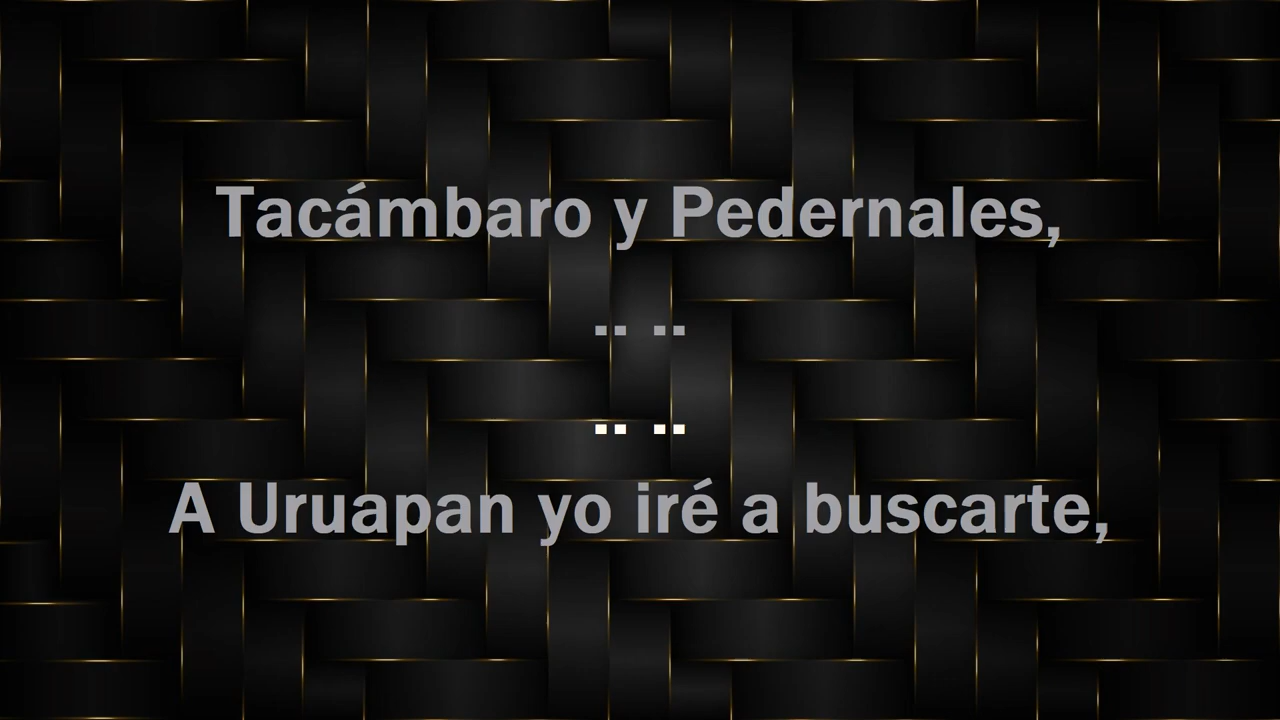 Tacámbaro y Pedernales,
.. ..
.. ..
A Uruapan yo iré a buscarte,